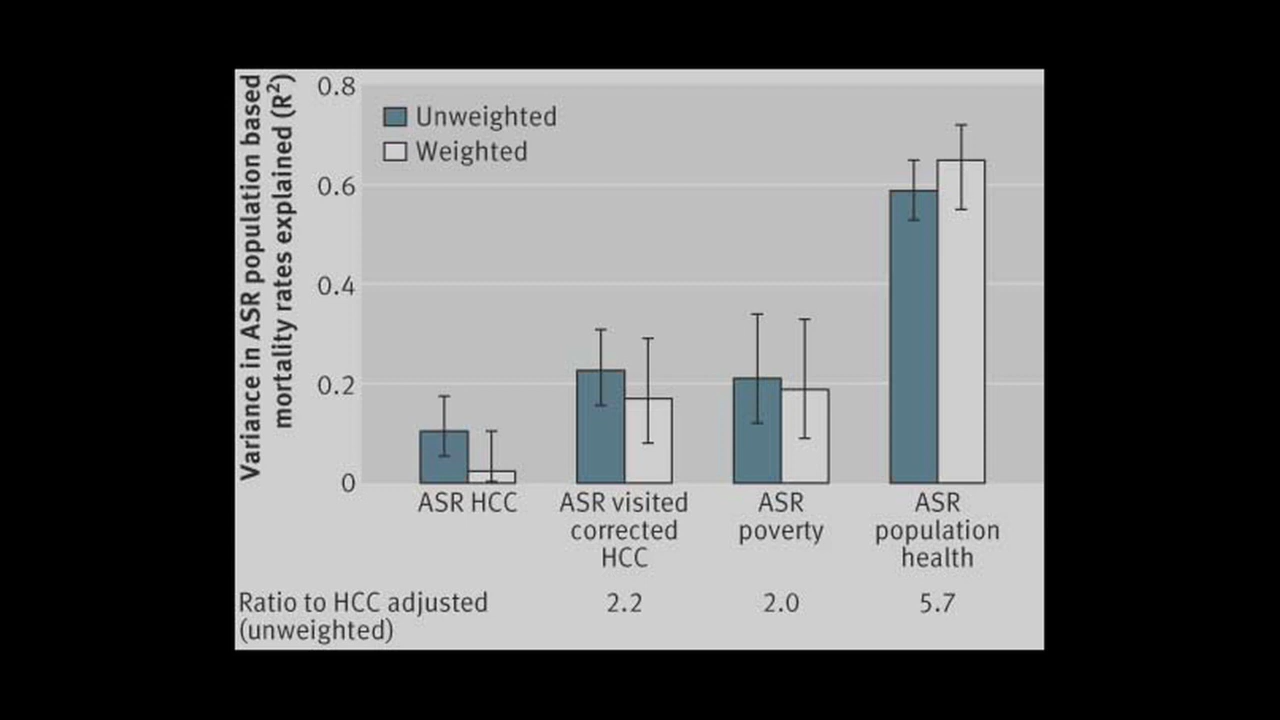 Variance in ASR population based
mortality rates explained (R²)
0.8
0.6
0.4
0.2
0
Unweighted
Weighted
ASR HCC
ASR visited
corrected
HCC
ASR
poverty
ASR
population
health
Ratio to HCC adjusted
(unweighted)
2.2
2.0
5.7